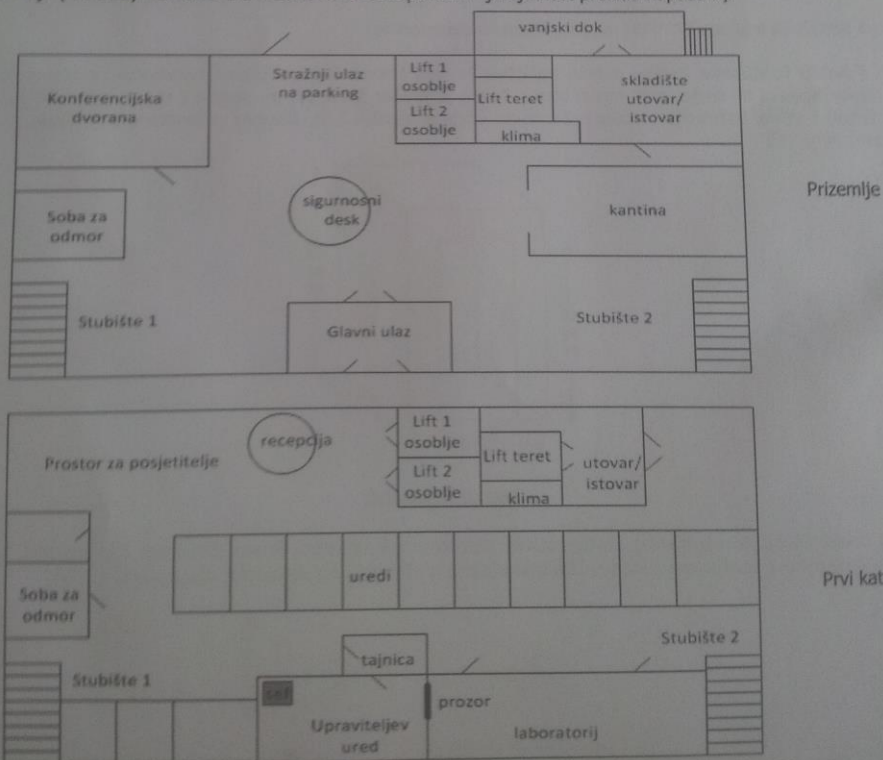 vanjski dok
Konferencijska
dvorana
Stražnji ulaz
na parking
Lift 1
osoblje
Lift 2
osoblje
Lift teret
klima
skladište
utovar/
istovar
Soba za
odmor
sigurnosni
desk
kantina
Prizemlje
Stubište 1
Glavni ulaz
Stubište 2
Prostor za posjetitelje
recepcija
Lift 1
osoblje
Lift 2
osoblje
Lift teret
klima
utovar/
istovar
Soba za
odmor
uredi
Prvi kat
Stubište 1
tajnica
Stubište 2
sef
Upraviteljev
ured
prozor
laboratorij